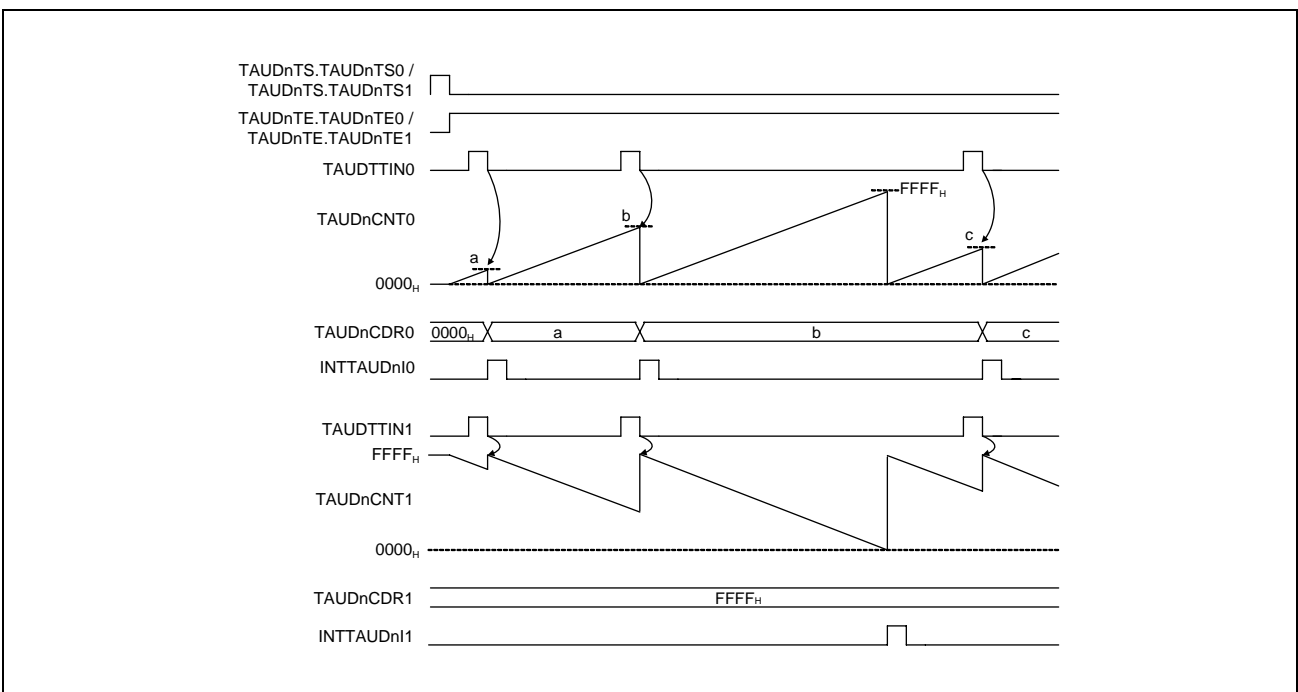 TAUDnTS.TAUDnTS0 /
TAUDnTS.TAUDnTS1
TAUDnTE.TAUDnTE0 /
TAUDnTE.TAUDnTE1
TAUDTTIN0
FFFFH
TAUDnCNT0
b
c
a
0000H
TAUDnCDR0 0000H a b c
INTTAUDnI0
TAUDTTIN1
FFFFH
TAUDnCNT1
0000H
TAUDnCDR1 FFFFH
INTTAUDnI1